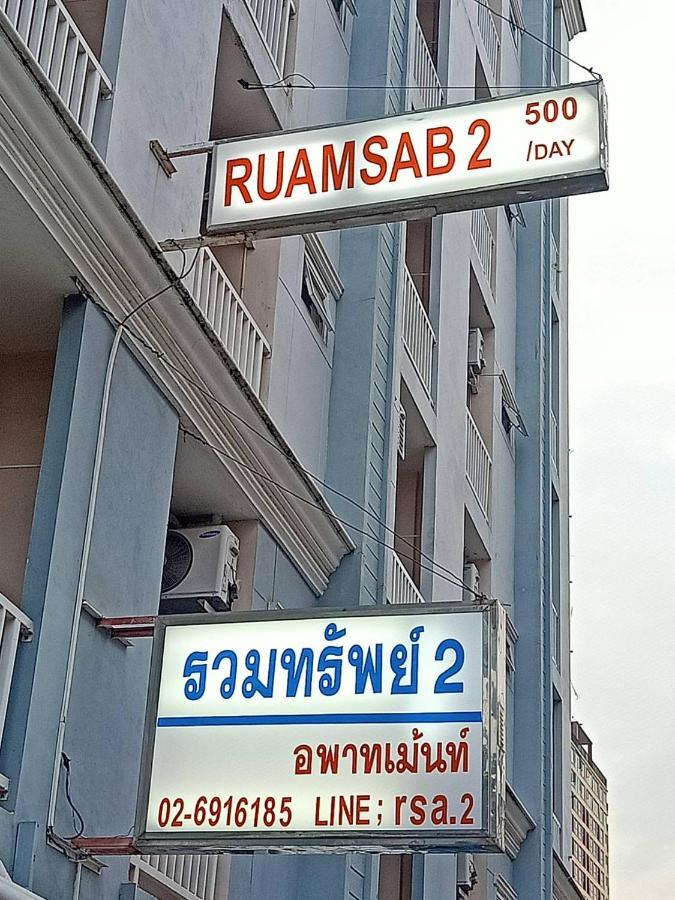 RUAMSAB 2 500
/DAY
รวมทรัพย์ 2
อพาทเม้นท์
02-6916185 LINE ; rsa.2